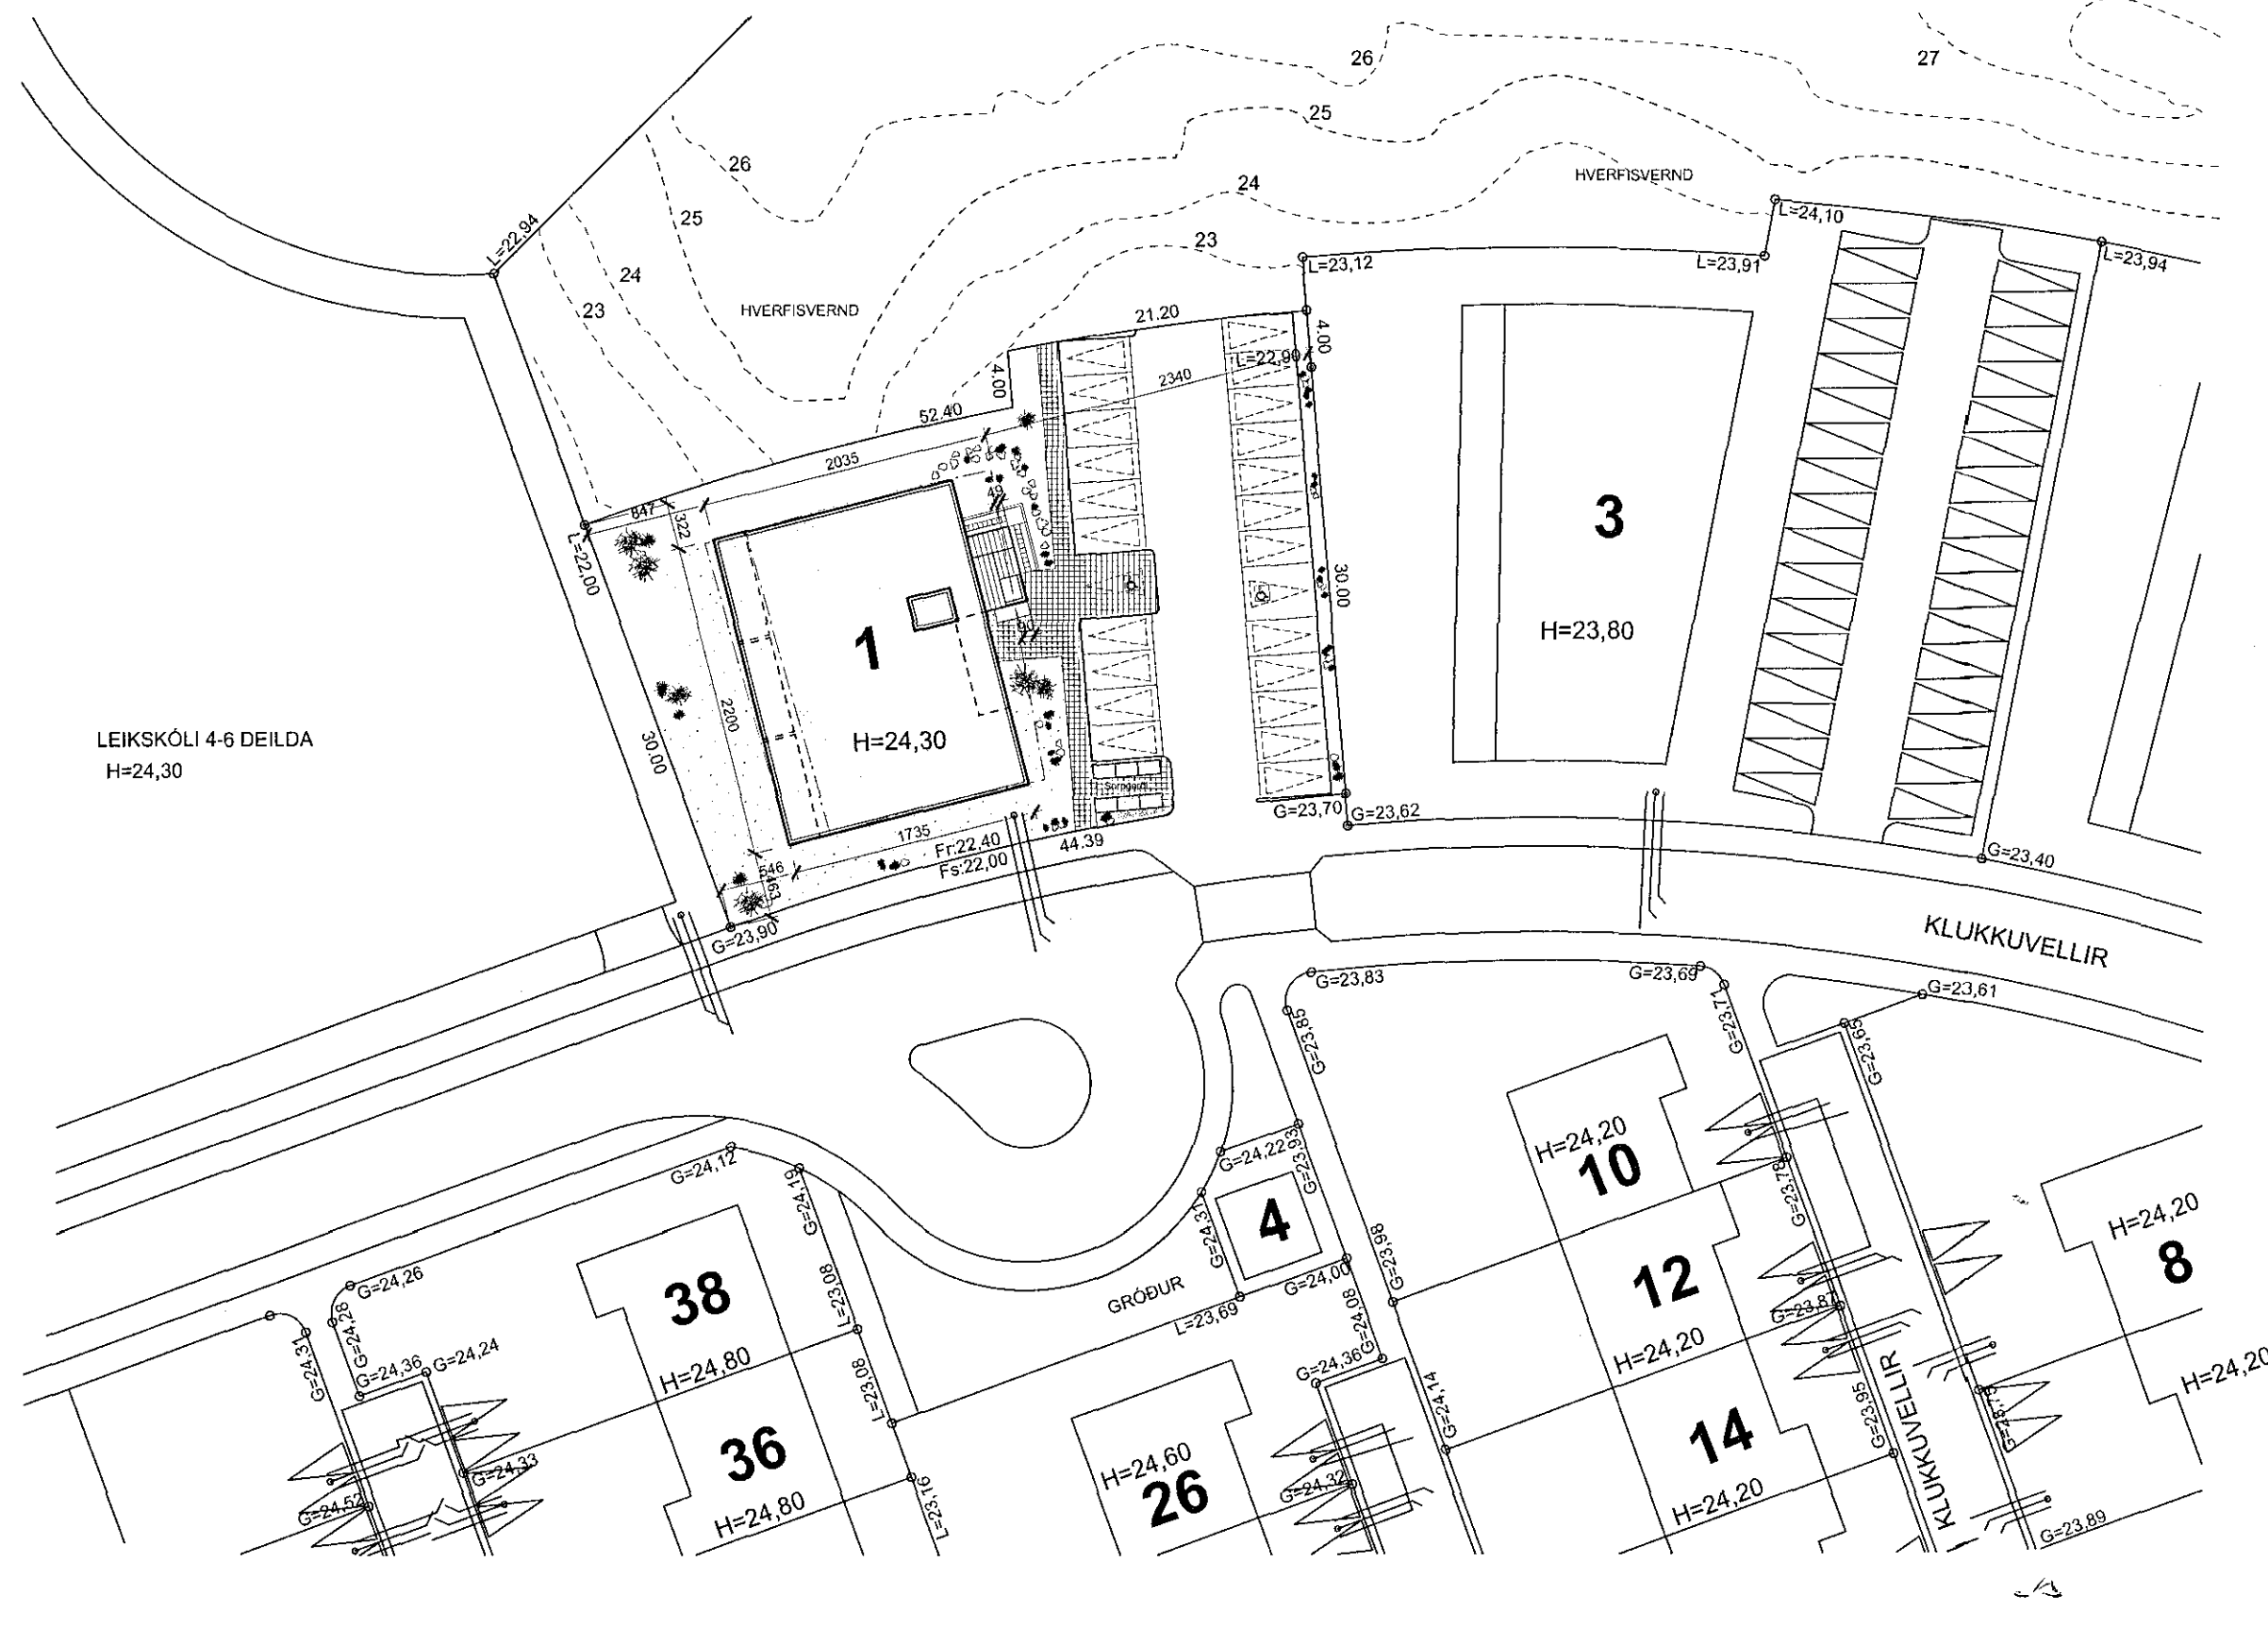 26
27
25
26
HVERFISVERND
24
25
L=24,10
L=22,94
23
24
L=23,12
L=23,91
L=23,94
23
HVERFISVERND
21.20
4.00
L=22,90
4.00
2340
52.40
2035
49
847
322
L=22,00
3
30.00
H=23,80
90
1
2200
H=24,30
30.00
LEIKSKÓLI 4-6 DEILDA
H=24,30
Sorpgerði
G=23,70
G=23,62
1735
Fr:22,40
Fs:22,00
44.39
546
463
G=23,90
G=23,40
KLUKKUVELLIR
G=23,83
G=23,69
G=23,71
G=23,61
G=23,85
G=23,65
H=24,20
10
G=24,12
G=24,19
G=24,22
G=23,93
G=23,78
G=24,31
4
H=24,20
8
G=24,26
G=24,28
G=24,31
38
H=24,80
L=23,08
GRÓÐUR
L=23,69
G=24,00
G=24,08
G=23,98
12
H=24,20
G=23,87
G=24,36
G=24,24
L=23,08
G=24,36
G=24,14
G=23,95
KLUKKUVELLIR
H=24,20
36
H=24,80
14
H=24,20
G=24,33
G=24,52
L=23,16
H=24,60
26
G=24,32
G=23,89